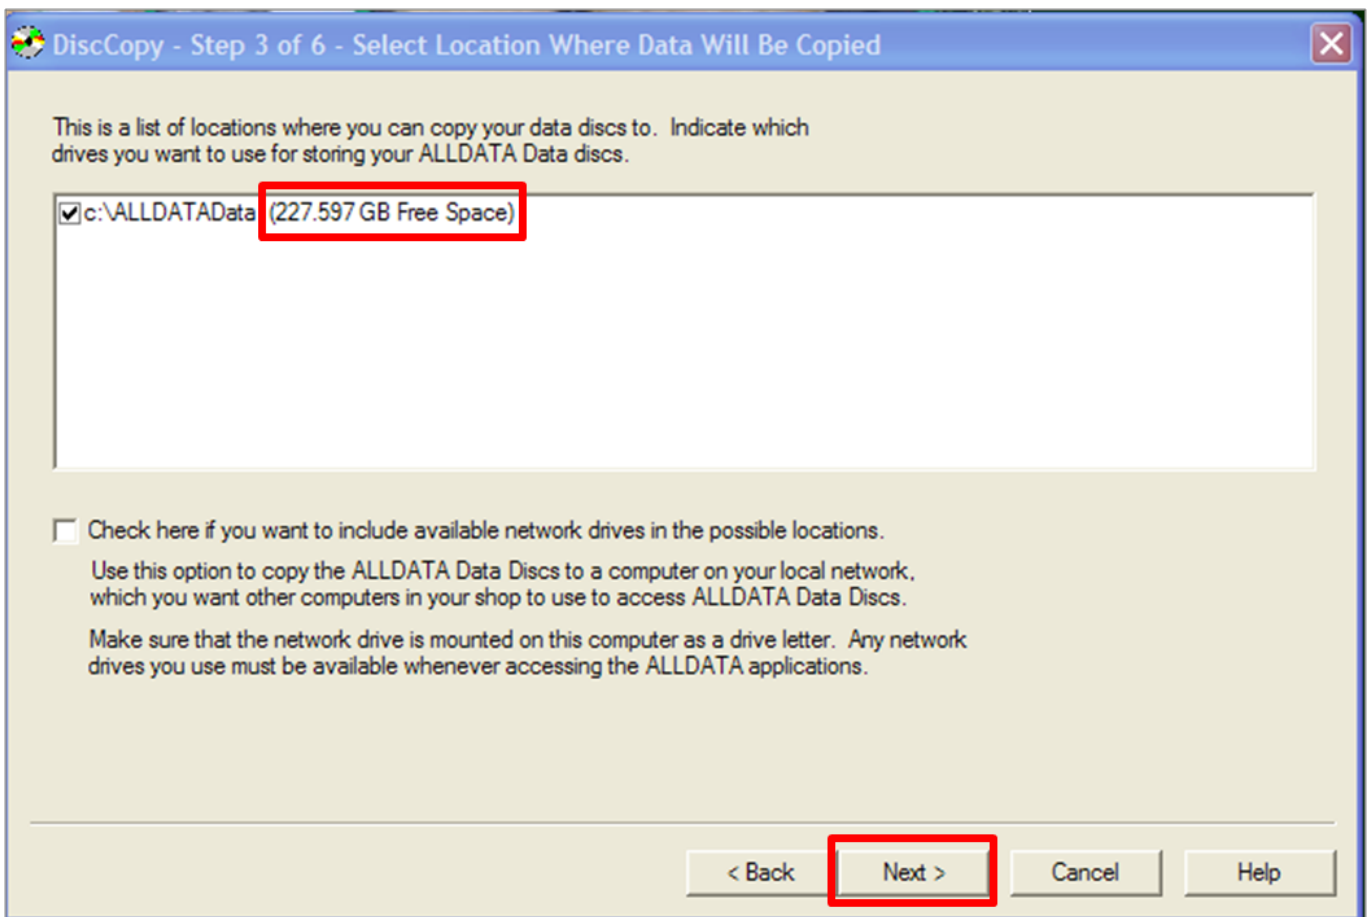 DiscCopy - Step 3 of 6 - Select Location Where Data Will Be Copied
This is a list of locations where you can copy your data discs to.  Indicate which
drives you want to use for storing your ALLDATA Data discs.
c:\ALLDATAData (227.597 GB Free Space)
Check here if you want to include available network drives in the possible locations.
Use this option to copy the ALLDATA Data Discs to a computer on your local network,
which you want other computers in your shop to use to access ALLDATA Data Discs.
Make sure that the network drive is mounted on this computer as a drive letter.  Any network
drives you use must be available whenever accessing the ALLDATA applications.
< Back Next > Cancel Help